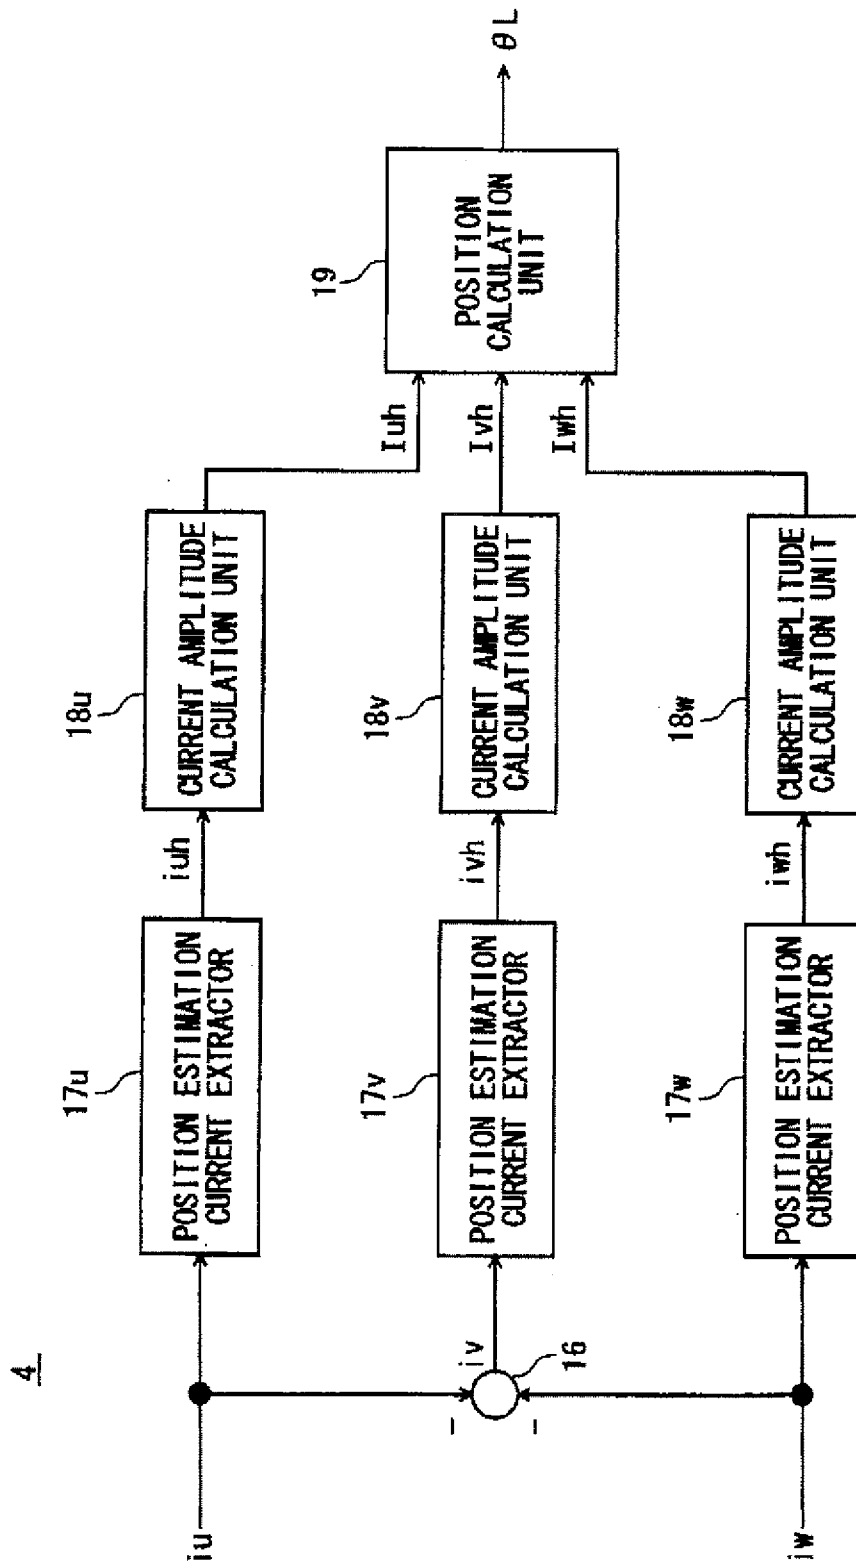 4
iu
iw
-
-
iv
16
17u
POSITION ESTIMATION
CURRENT EXTRACTOR
iuh
18u
CURRENT AMPLITUDE
CALCULATION UNIT
Iuh
17v
POSITION ESTIMATION
CURRENT EXTRACTOR
ivh
18v
CURRENT AMPLITUDE
CALCULATION UNIT
Ivh
17w
POSITION ESTIMATION
CURRENT EXTRACTOR
iwh
18w
CURRENT AMPLITUDE
CALCULATION UNIT
Iwh
19
POSITION
CALCULATION
UNIT
θL